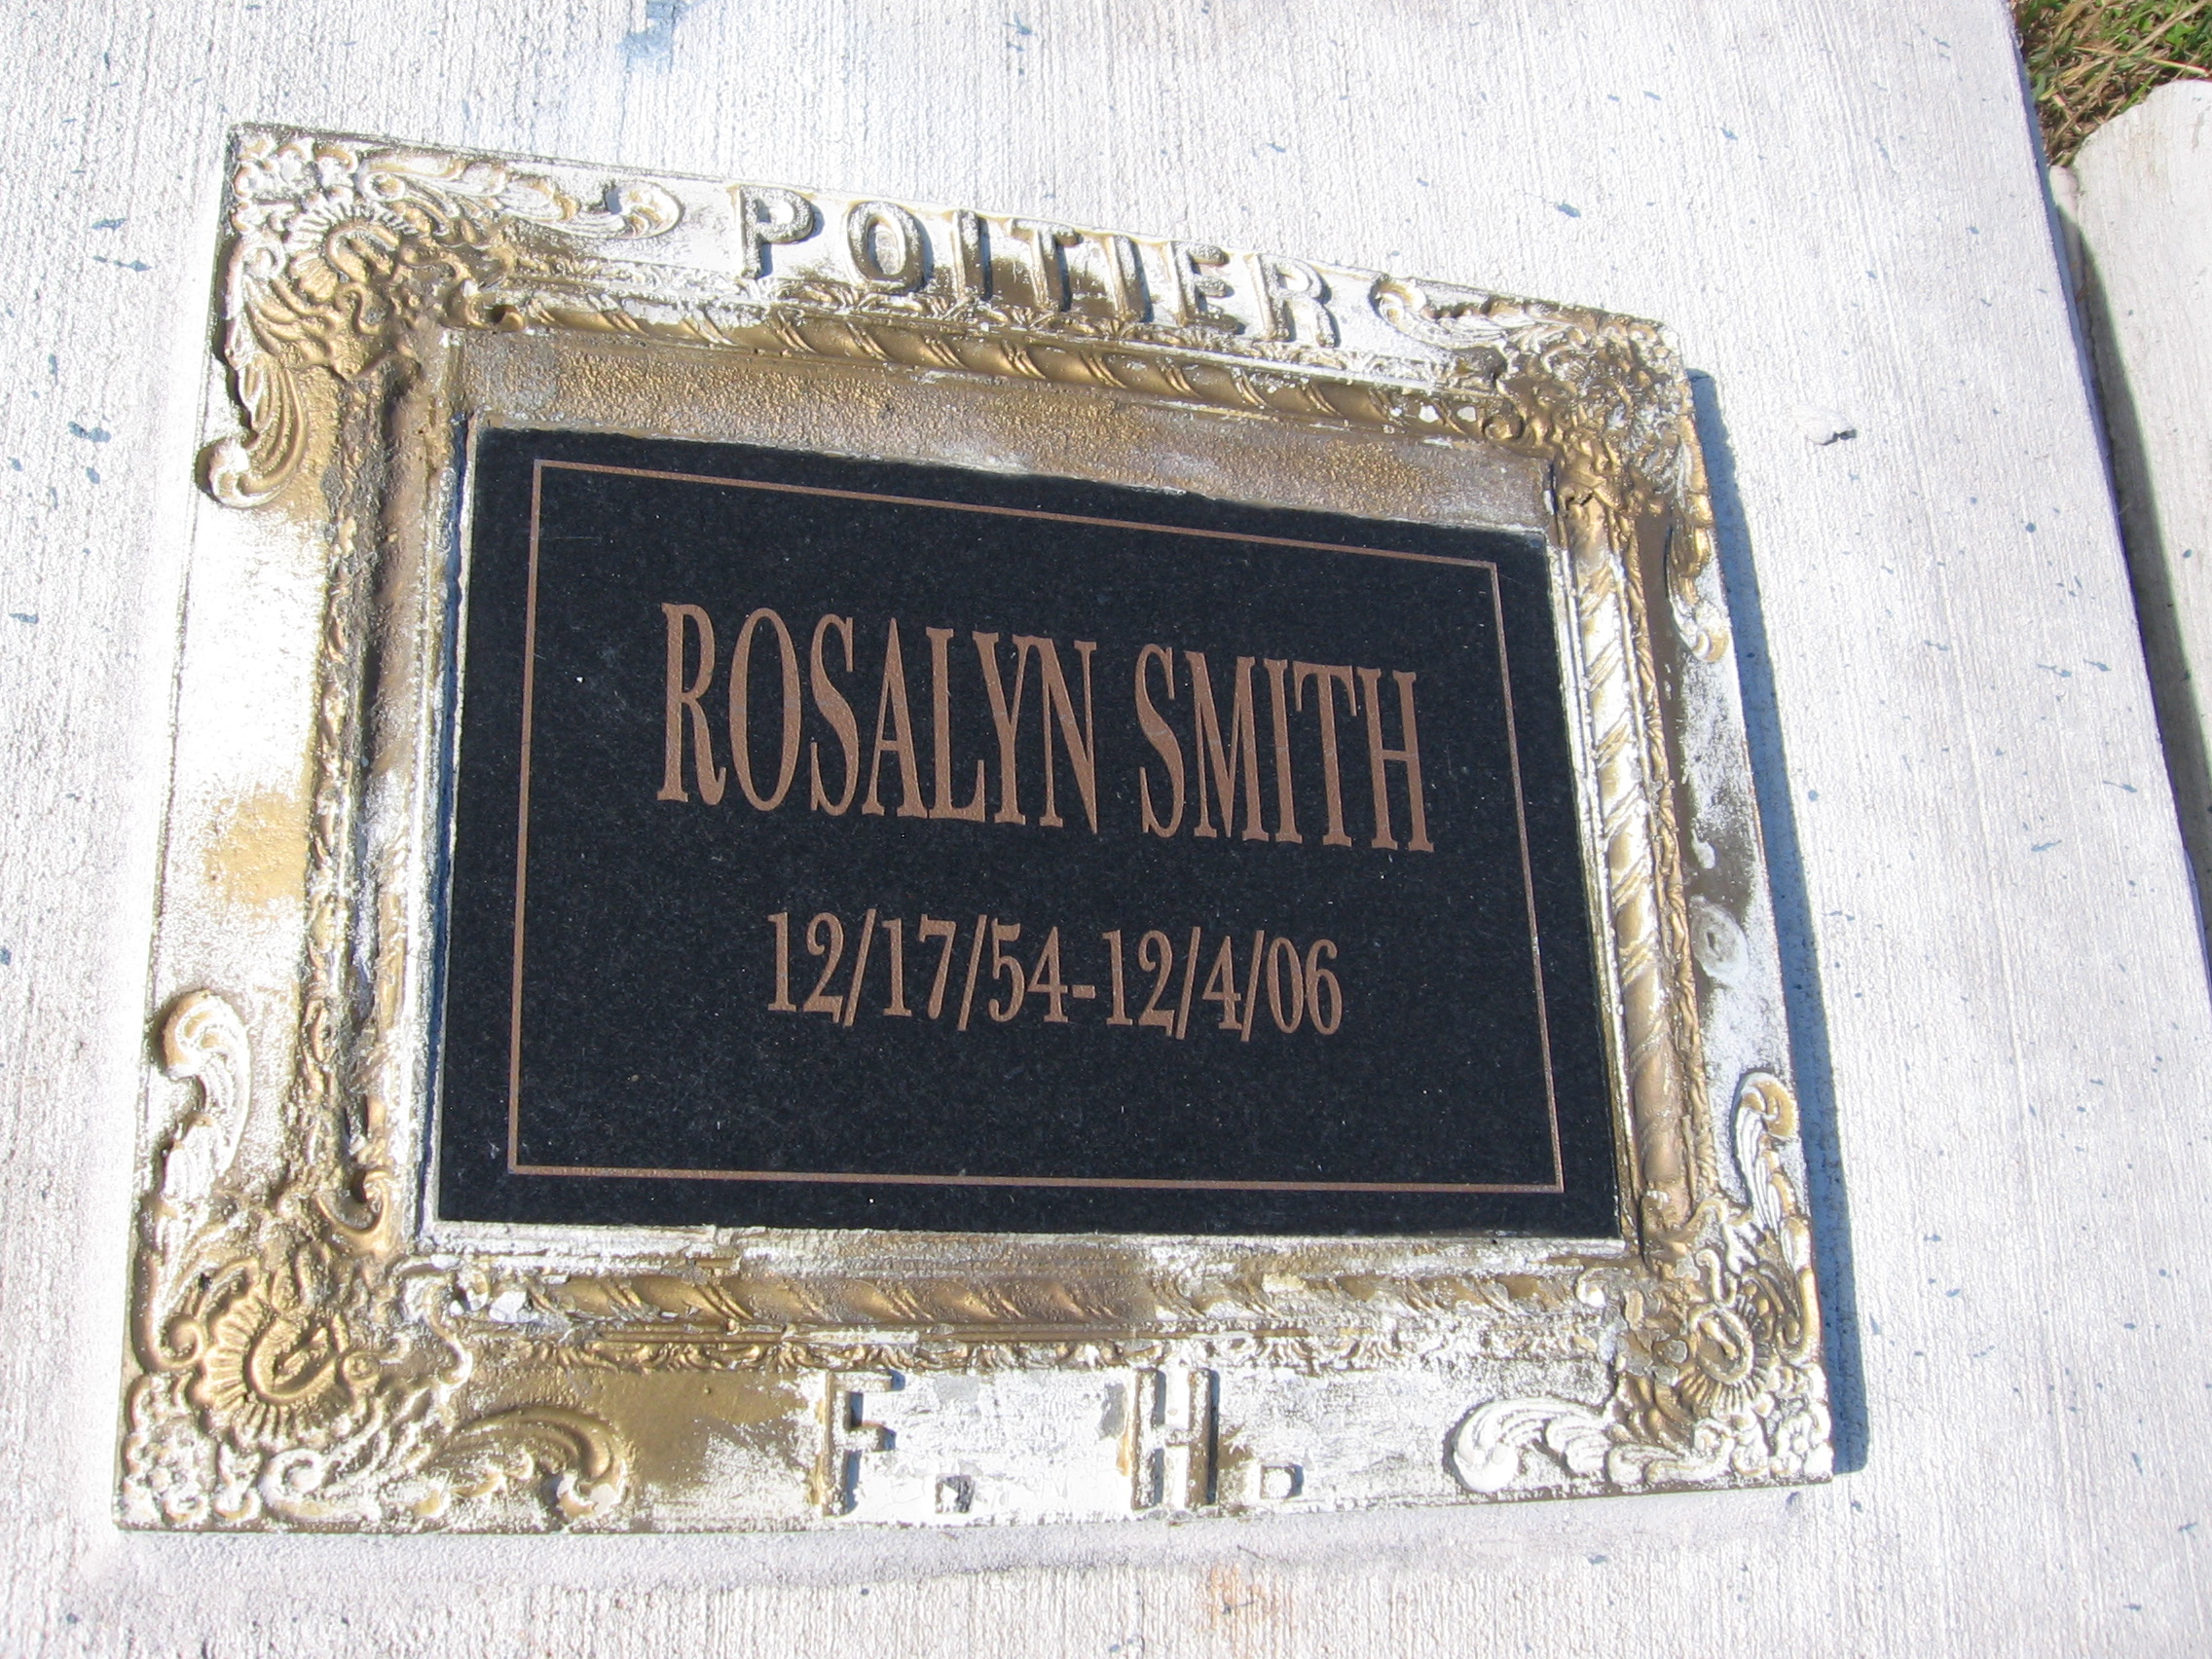 POITIER
ROSALYN SMITH
12/17/54-12/4/06
F. H.